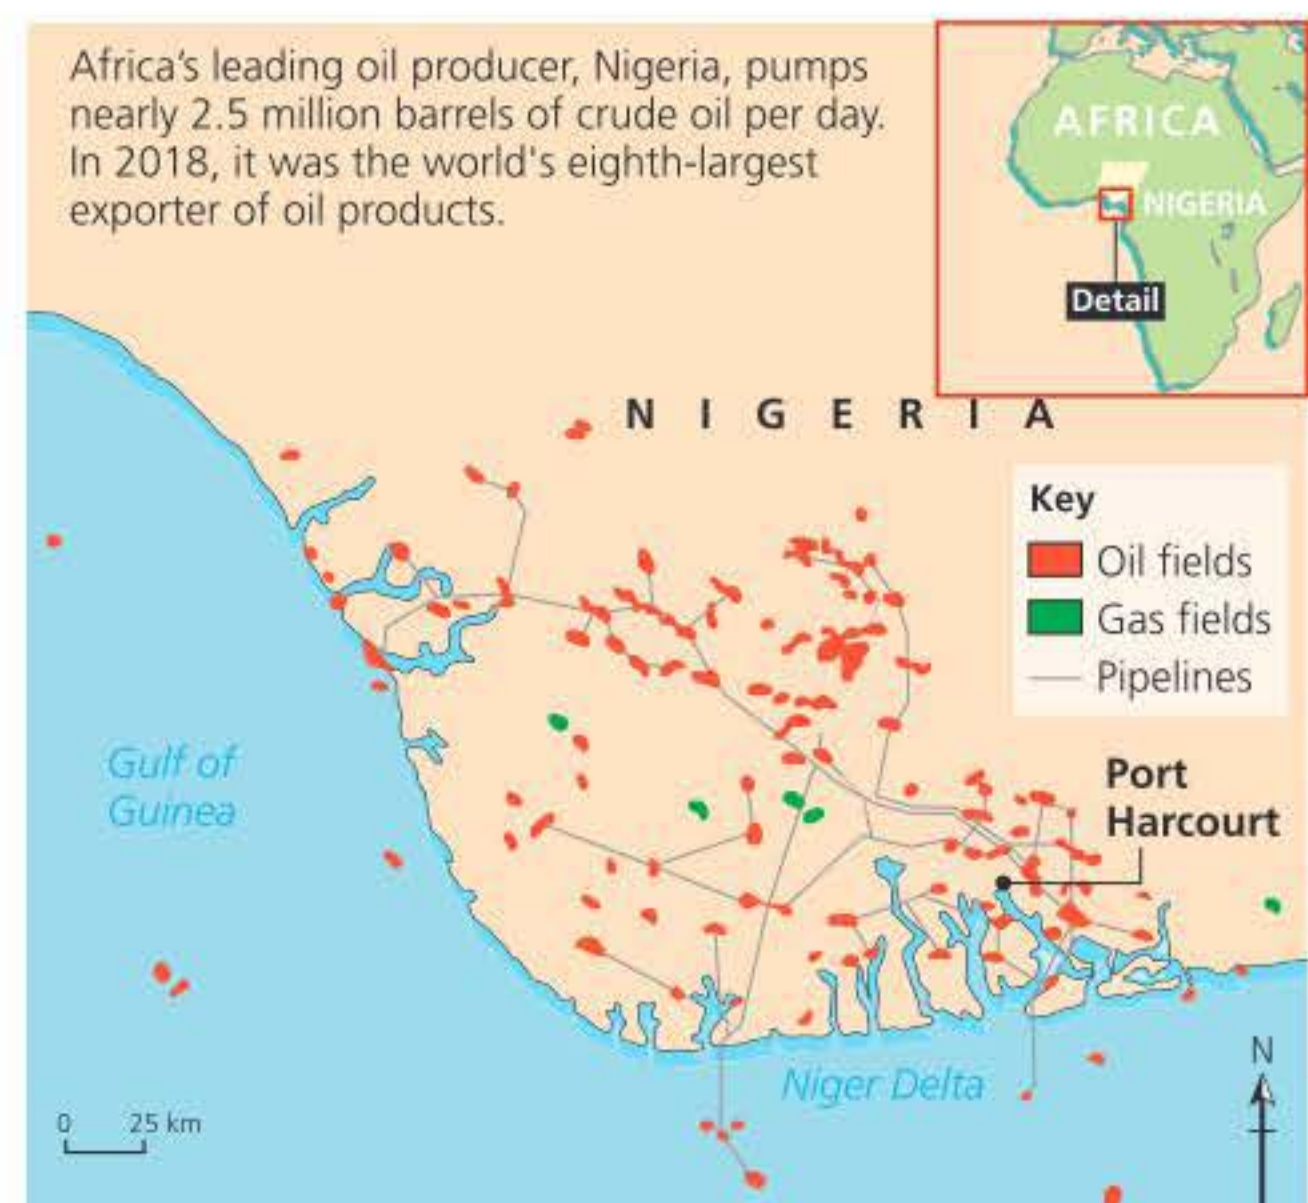 Africa's leading oil producer, Nigeria, pumps
nearly 2.5 million barrels of crude oil per day.
In 2018, it was the world's eighth-largest
exporter of oil products.
AFRICA
NIGERIA
Detail
NIGERIA
Key
Oil fields
Gas fields
Pipelines
Gulf of
Guinea
Port
Harcourt
Niger Delta
0 25 km
N